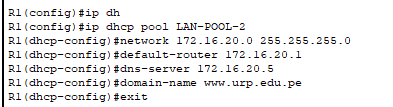 R1(config)#ip dh
R1(config)#ip dhcp pool LAN-POOL-2
R1(dhcp-config)#network 172.16.20.0 255.255.255.0
R1(dhcp-config)#default-router 172.16.20.1
R1(dhcp-config)#dns-server 172.16.20.5
R1(dhcp-config)#domain-name www.urp.edu.pe
R1(dhcp-config)#exit